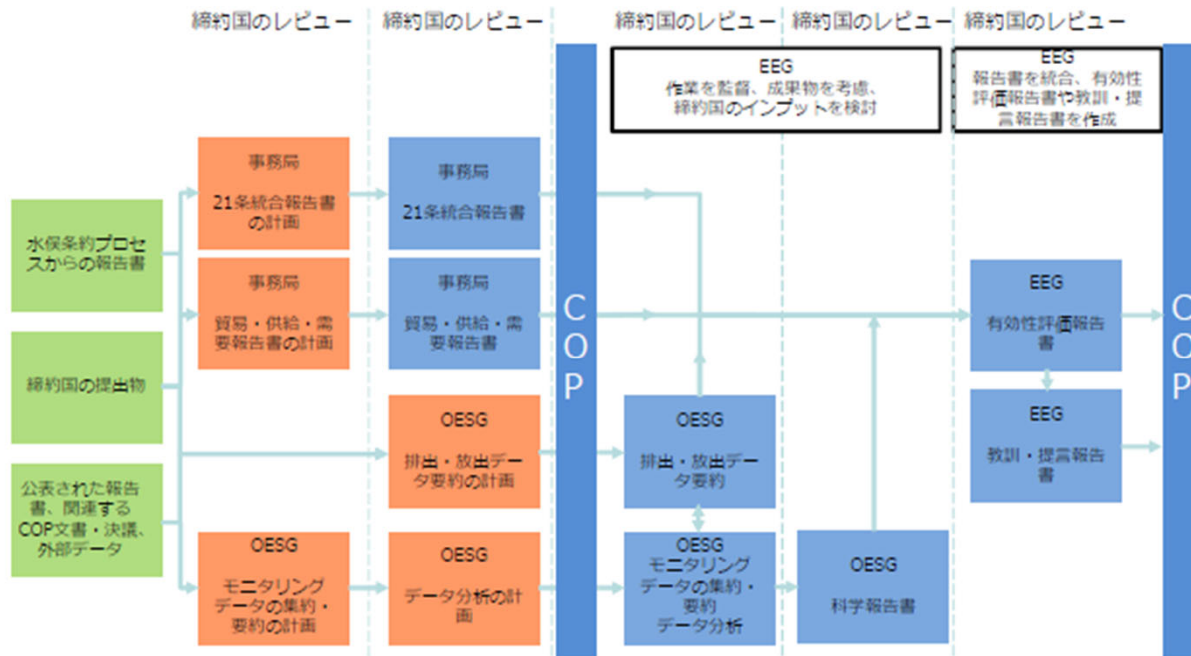 締約国のレビュー
締約国のレビュー
締約国のレビュー
締約国のレビュー
締約国のレビュー
EEG
作業を監督、成果物を考慮、
締約国のインプットを検討
EEG
報告書を統合、有効性
評価報告書や教訓・提
言報告書を作成
水俣条約プロセ
スからの報告書
締約国の提出物
公表された報告
書、関連する
COP文書・決議、
外部データ
事務局
21条統合報告書
の計画
事務局
貿易・供給・需
要報告書の計画
OESG
モニタリング
データの集約・
要約の計画
事務局
21条統合報告書
事務局
貿易・供給・需
要報告書
OESG
排出・放出デー
タ要約の計画
OESG
データ分析の計
画
C
O
P
OESG
排出・放出デー
タ要約
OESG
モニタリング
データの集約・
要約
データ分析
OESG
科学報告書
EEG
有効性評価報告
書
EEG
教訓・提言報告
書
C
O
P